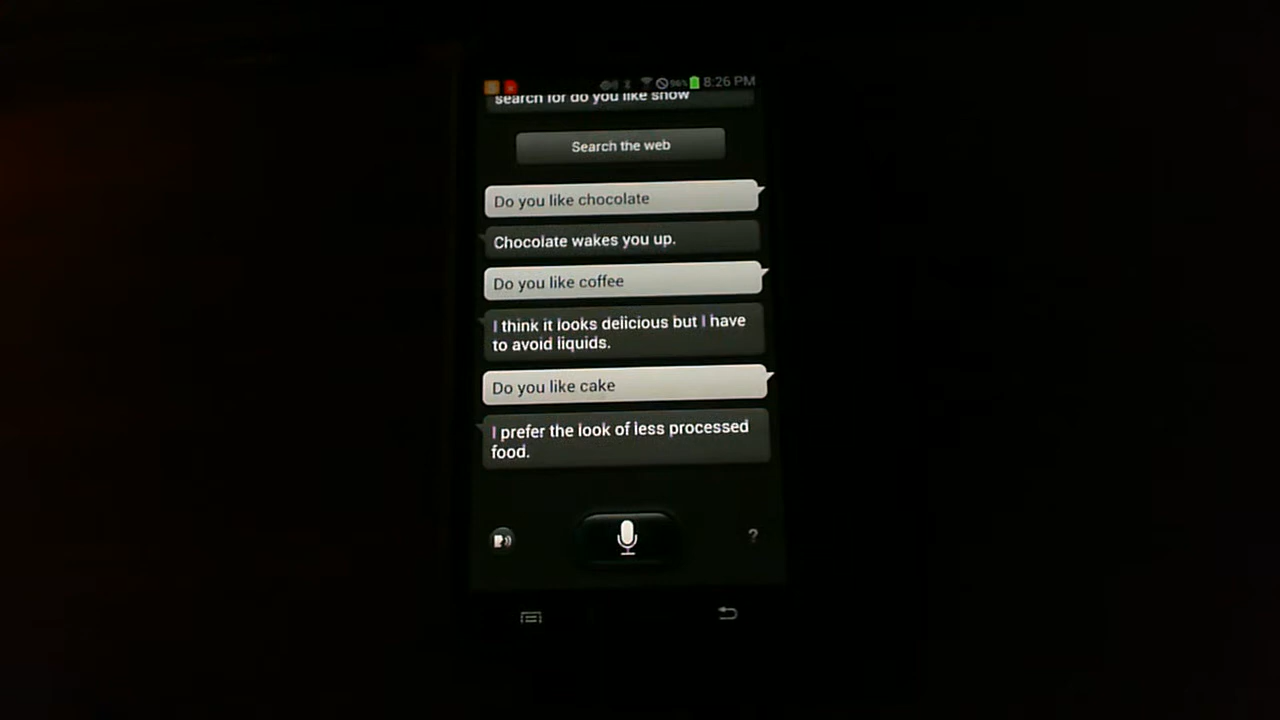 96% 8:26 PM
search for do you like snow
Search the web
Do you like chocolate
Chocolate wakes you up.
Do you like coffee
I think it looks delicious but I have
to avoid liquids.
Do you like cake
I prefer the look of less processed
food.
?